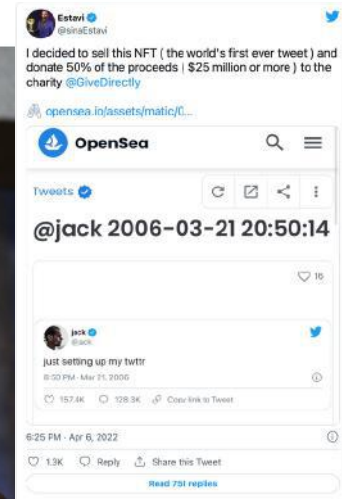 Estavi
@sinaEstavi
I decided to sell this NFT ( the world's first ever tweet ) and
donate 50% of the proceeds ( $25 million or more ) to the
charity @GiveDirectly
opensea.io/assets/matic/0...
OpenSea
Tweets
@jack 2006-03-21 20:50:14
16
jack
@jack
just setting up my twttr
8:50 PM · Mar 21, 2006
157.4K 128.3K Copy link to Tweet
6:25 PM · Apr 6, 2022
1.3K Reply Share this Tweet
Read 751 replies